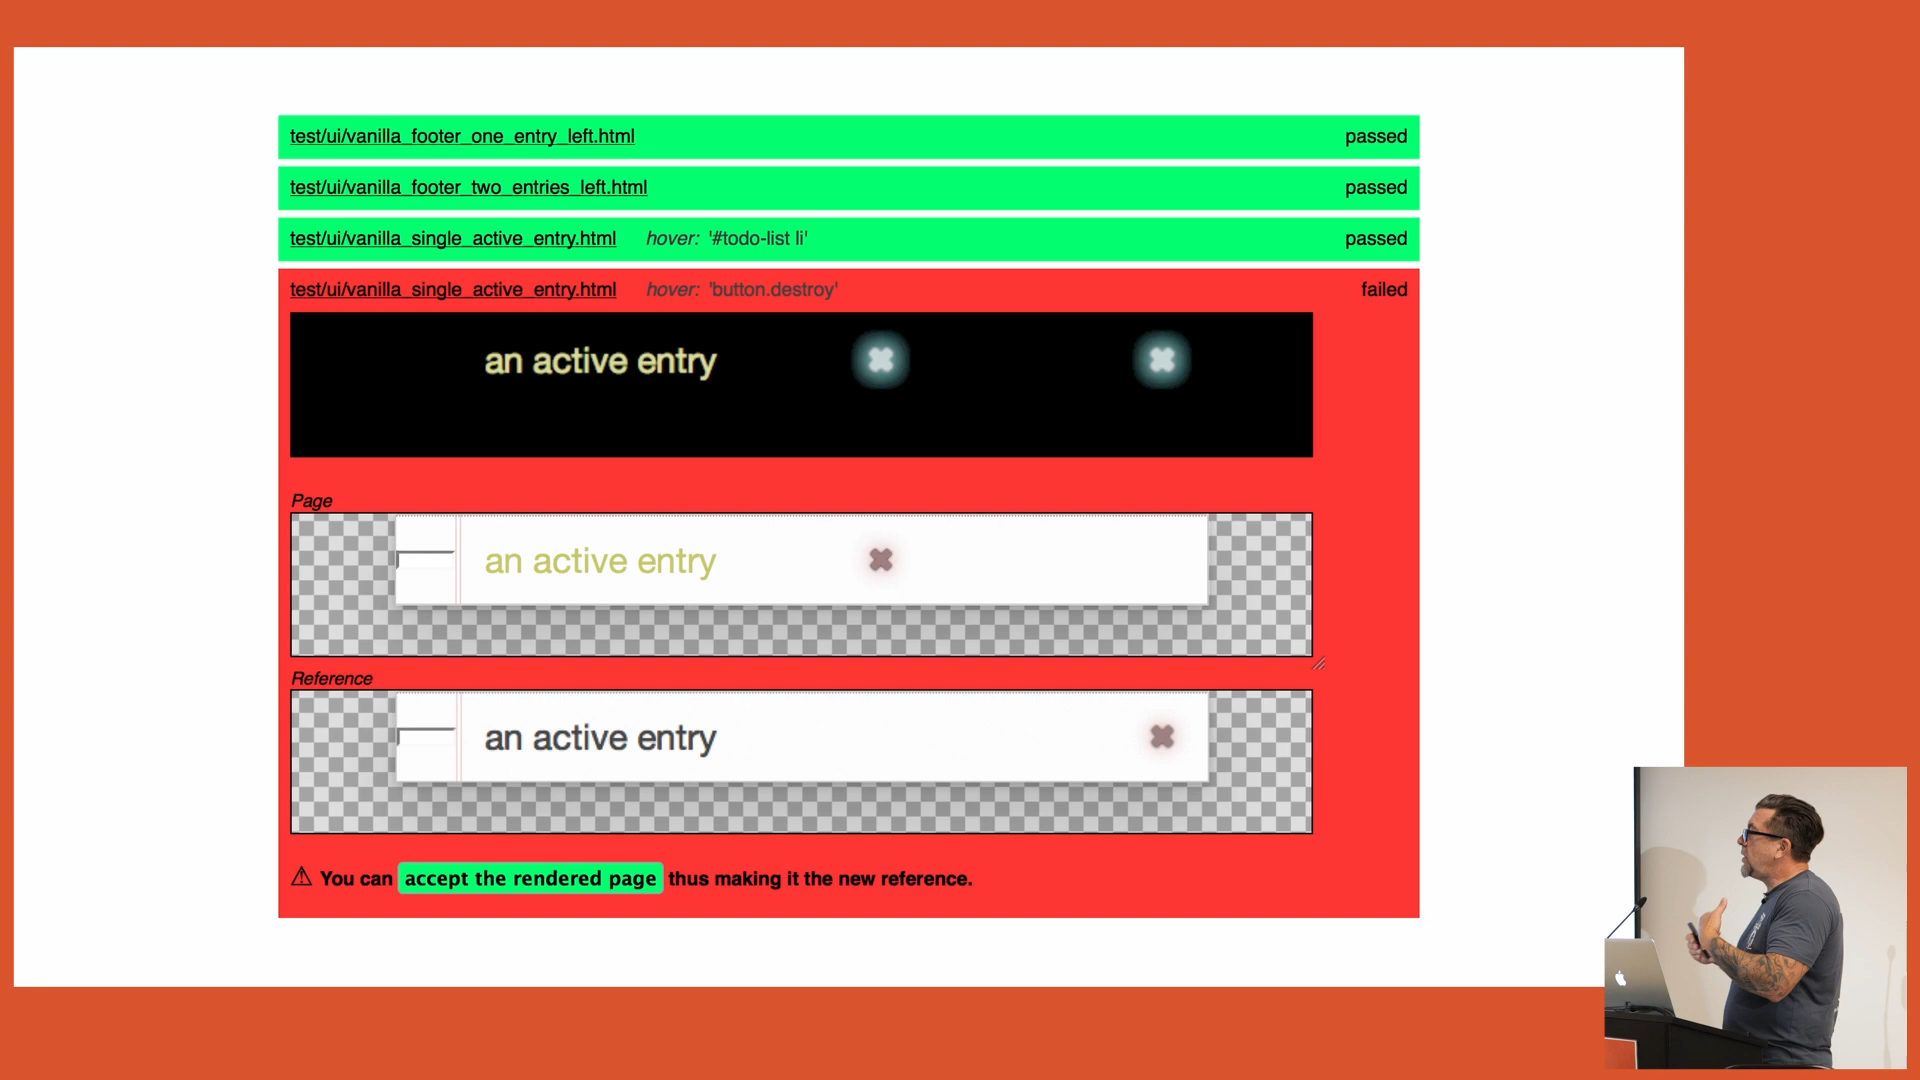 test/ui/vanilla_footer_one_entry_left.html passed
test/ui/vanilla_footer_two_entries_left.html passed
test/ui/vanilla_single_active_entry.html hover: '#todo-list li' passed
test/ui/vanilla_single_active_entry.html hover: 'button.destroy' failed
an active entry ✖ ✖
Page
an active entry ✖
Reference
an active entry ✖
⚠ You can accept the rendered page thus making it the new reference.